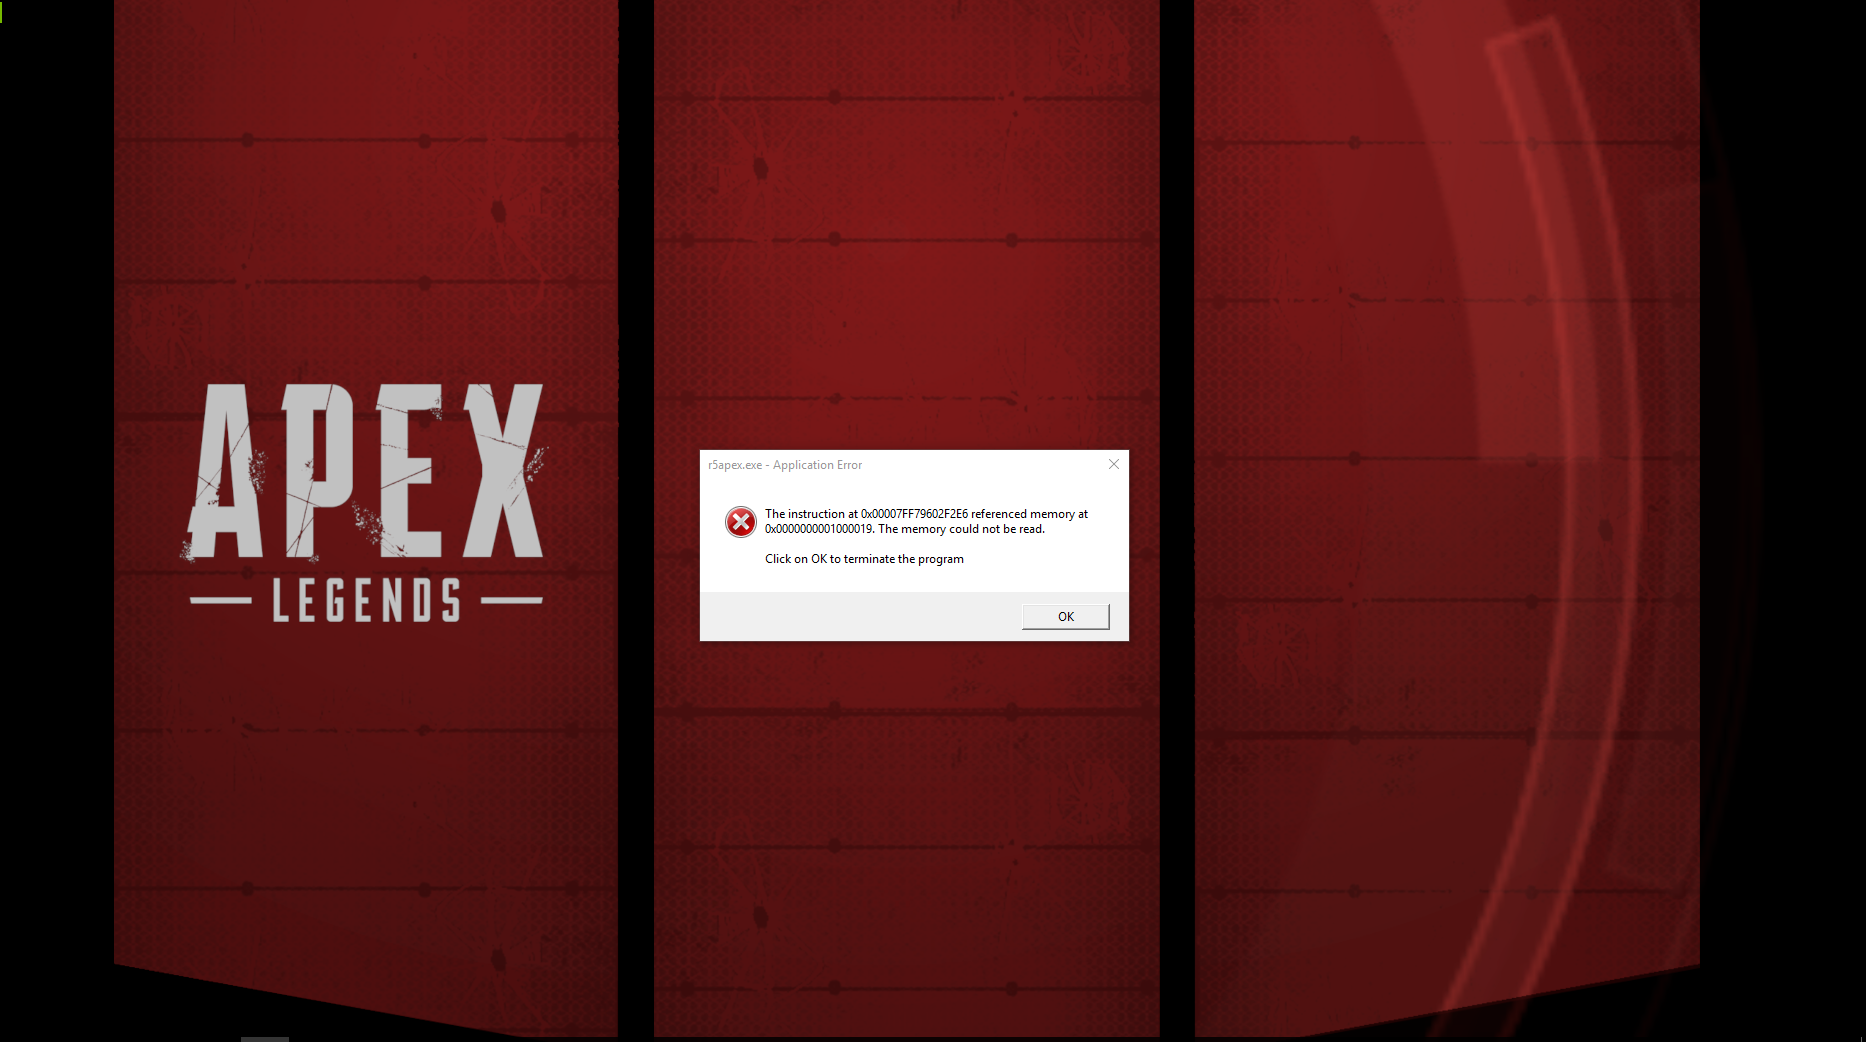 APEX
LEGENDS
r5apex.exe - Application Error
The instruction at 0x00007FF79602F2E6 referenced memory at
0x0000000001000019. The memory could not be read.
Click on OK to terminate the program
OK